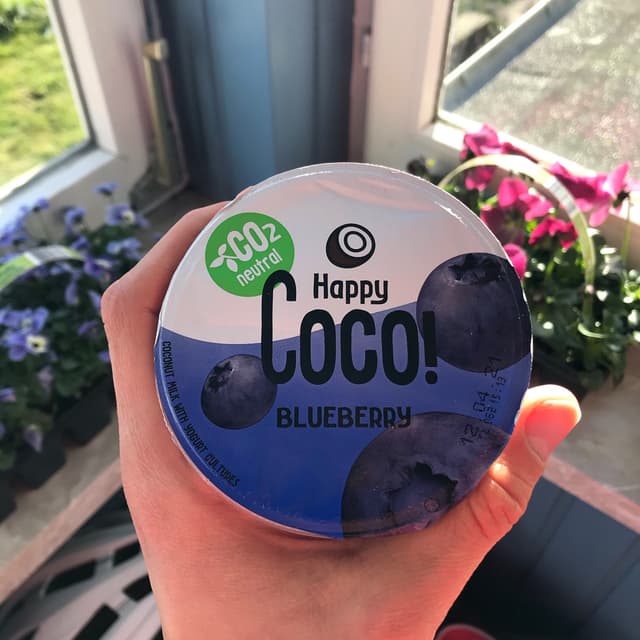 CO2
neutral
Happy
COCO!
BLUEBERRY
COCONUT MILK WITH YOGURT CULTURES
12.04.21